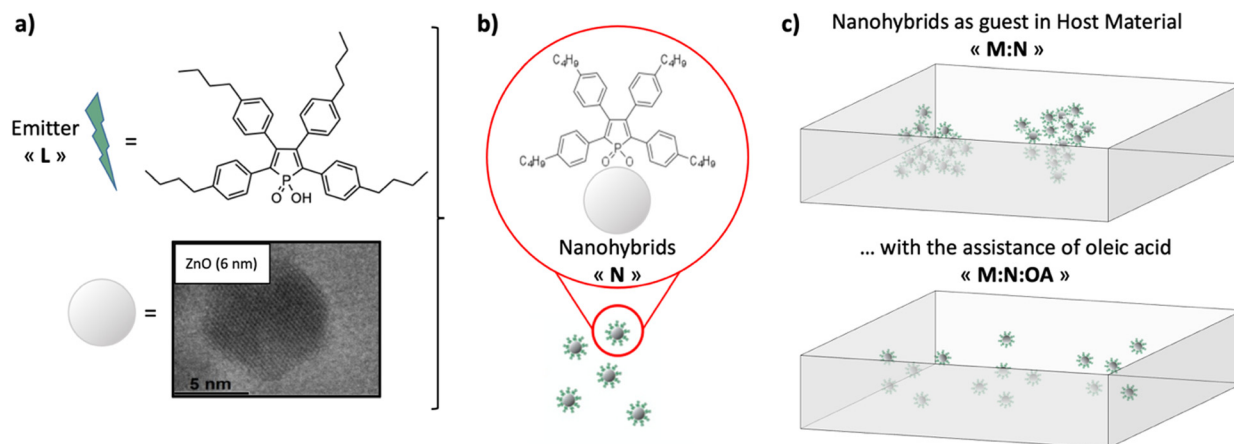 a)
Emitter
« L »
=
P
O
OH
=
ZnO (6 nm)
5 nm
b)
C4H9
C4H9
C4H9
C4H9
P
O
O
Nanohybrids
« N »
c)
Nanohybrids as guest in Host Material
« M:N »
... with the assistance of oleic acid
« M:N:OA »